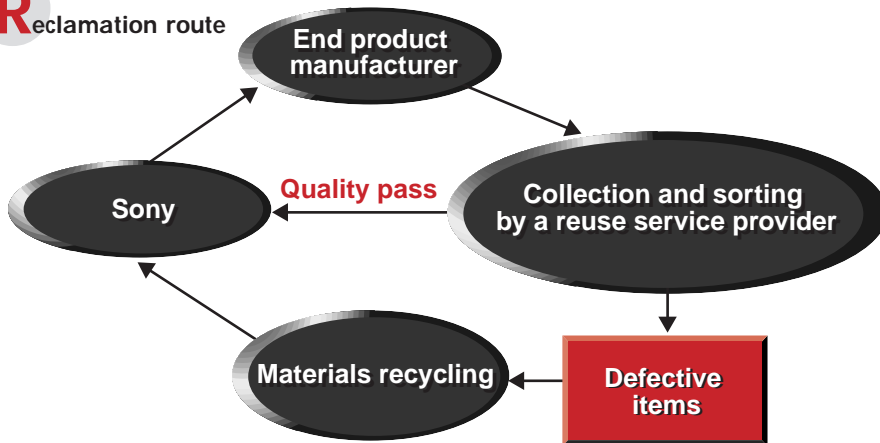 Reclamation route
End product
manufacturer
Sony
Quality pass
Collection and sorting
by a reuse service provider
Materials recycling
Defective
items